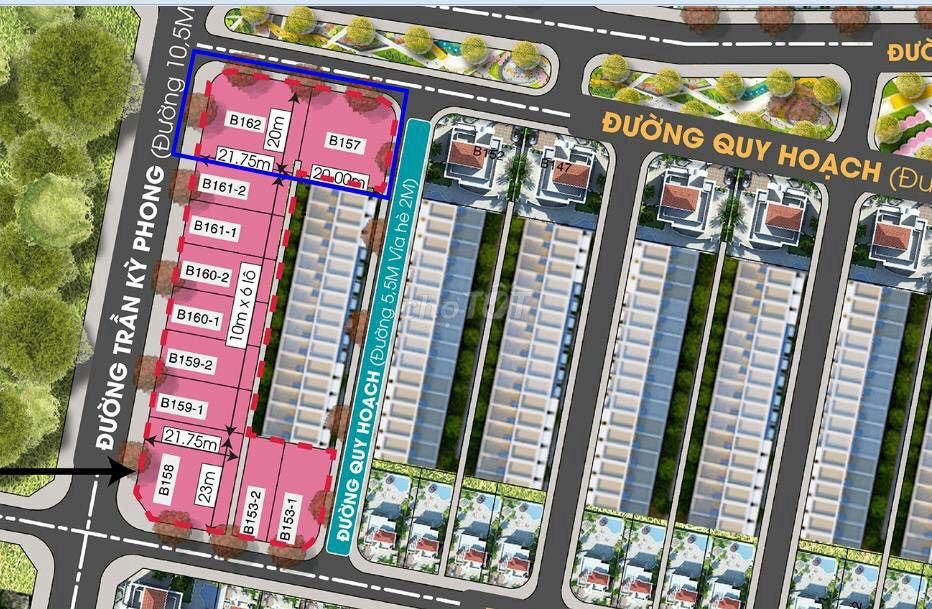 ĐƯỜNG TRẦN KỲ PHONG (Đường 10.5M
B162
20m
B157
21.75m
20.00m
B161-2
B161-1
B160-2
10m x 6 lô
B160-1
B159-2
B159-1
21.75m
B158
23m
B153-2
B153-1
ĐƯỜNG QUY HOẠCH (Đường 5,5M Vỉa hè 2M)
B152
B147
ĐƯỜNG QUY HOẠCH (Đư
ĐƯỜ
chợTỐT